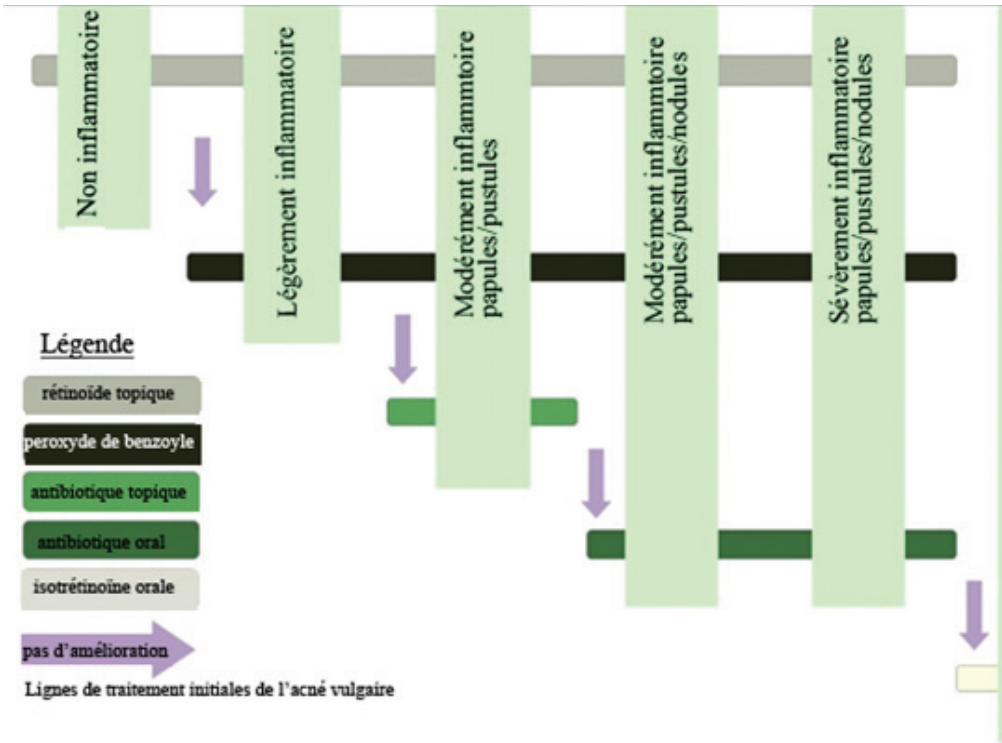 Non inflammatoire
Légèrement inflammatoire
Modérément inflammtoire
papules/pustules
Modérément inflammtoire
papules/pustules/nodules
Sévèrement inflammatoire
papules/pustules/nodules
Légende
rétinoïde topique
peroxyde de benzoyle
antibiotique topique
antibiotique oral
isotrétinoïne orale
pas d'amélioration
Lignes de traitement initiales de l'acné vulgaire